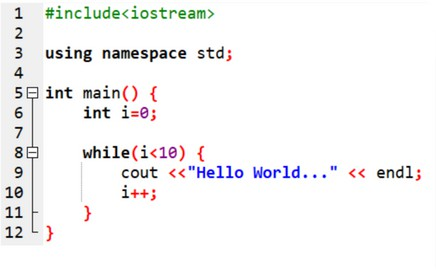 1 #include<iostream>
2
3 using namespace std;
4
5 int main() {
6 int i=0;
7
8 while(i<10) {
9 cout <<"Hello World..." << endl;
10 i++;
11 }
12 }